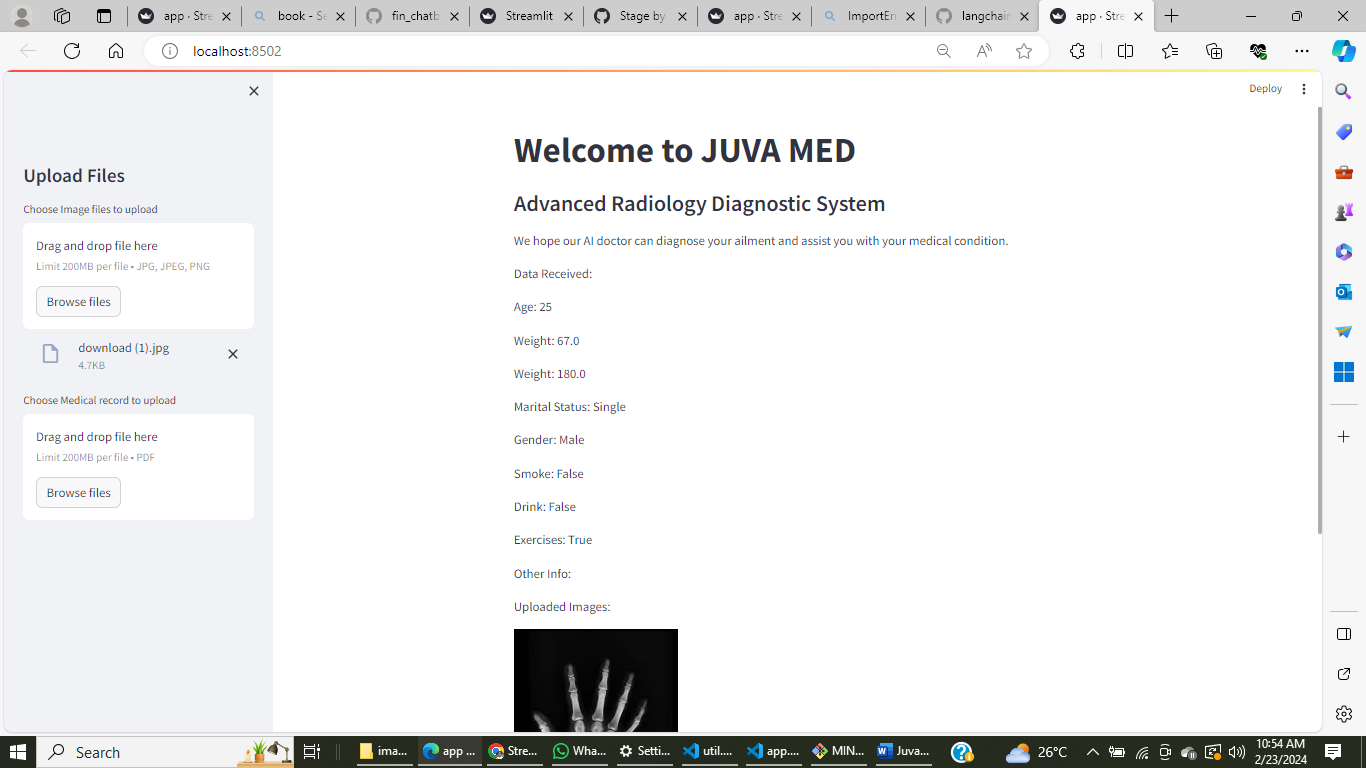 app · Stre
book - Se
fin_chatb
Streamlit
Stage by
app · Stre
ImportErr
langchain
app · Stre
localhost:8502
Deploy
Upload Files
Choose Image files to upload
Drag and drop file here
Limit 200MB per file • JPG, JPEG, PNG
Browse files
download (1).jpg
4.7KB
Choose Medical record to upload
Drag and drop file here
Limit 200MB per file • PDF
Browse files
Welcome to JUVA MED
Advanced Radiology Diagnostic System
We hope our AI doctor can diagnose your ailment and assist you with your medical condition.
Data Received:
Age: 25
Weight: 67.0
Weight: 180.0
Marital Status: Single
Gender: Male
Smoke: False
Drink: False
Exercises: True
Other Info:
Uploaded Images:
Search
ima...
app ...
Stre...
Wha...
Setti...
util....
app....
MIN...
Juva...
26°C
10:54 AM
2/23/2024